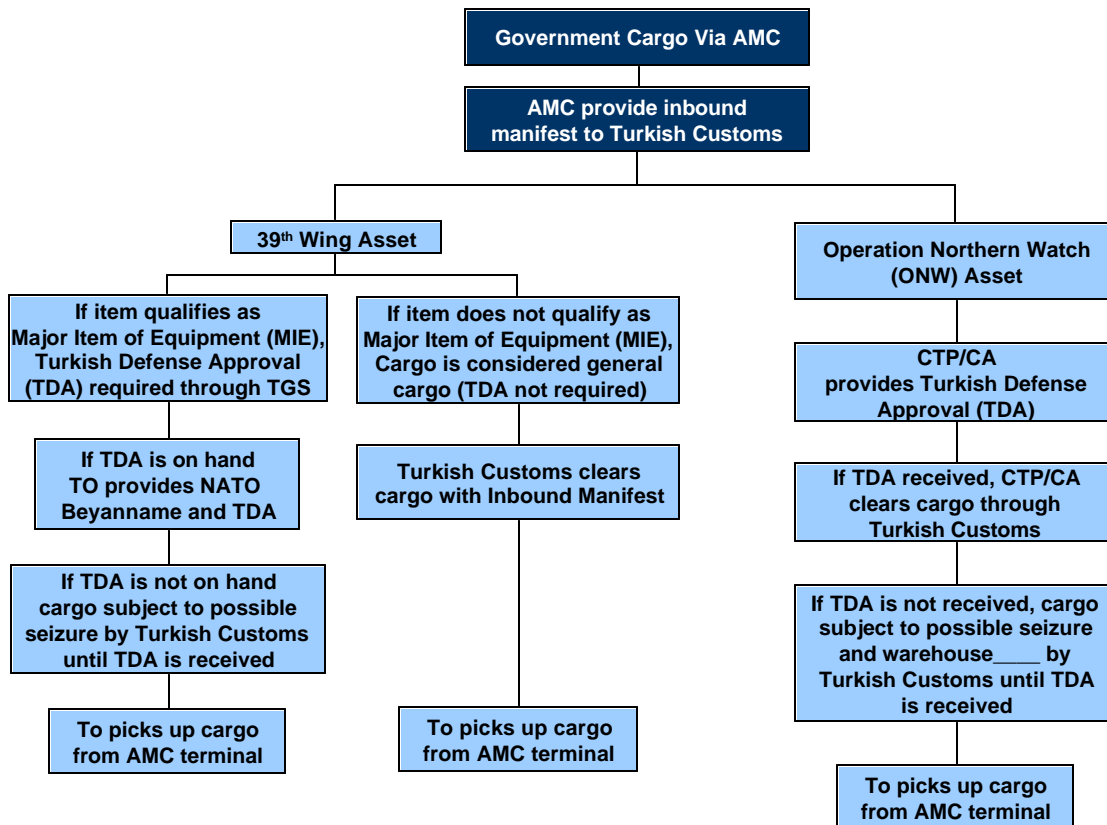 Government Cargo Via AMC
AMC provide inbound
manifest to Turkish Customs
39th Wing Asset
If item qualifies as
Major Item of Equipment (MIE),
Turkish Defense Approval
(TDA) required through TGS
If TDA is on hand
TO provides NATO
Beyanname and TDA
If TDA is not on hand
cargo subject to possible
seizure by Turkish Customs
until TDA is received
To picks up cargo
from AMC terminal
If item does not qualify as
Major Item of Equipment (MIE),
Cargo is considered general
cargo (TDA not required)
Turkish Customs clears
cargo with Inbound Manifest
To picks up cargo
from AMC terminal
Operation Northern Watch
(ONW) Asset
CTP/CA
provides Turkish Defense
Approval (TDA)
If TDA received, CTP/CA
clears cargo through
Turkish Customs
If TDA is not received, cargo
subject to possible seizure
and warehouse____ by
Turkish Customs until TDA
is received
To picks up cargo
from AMC terminal